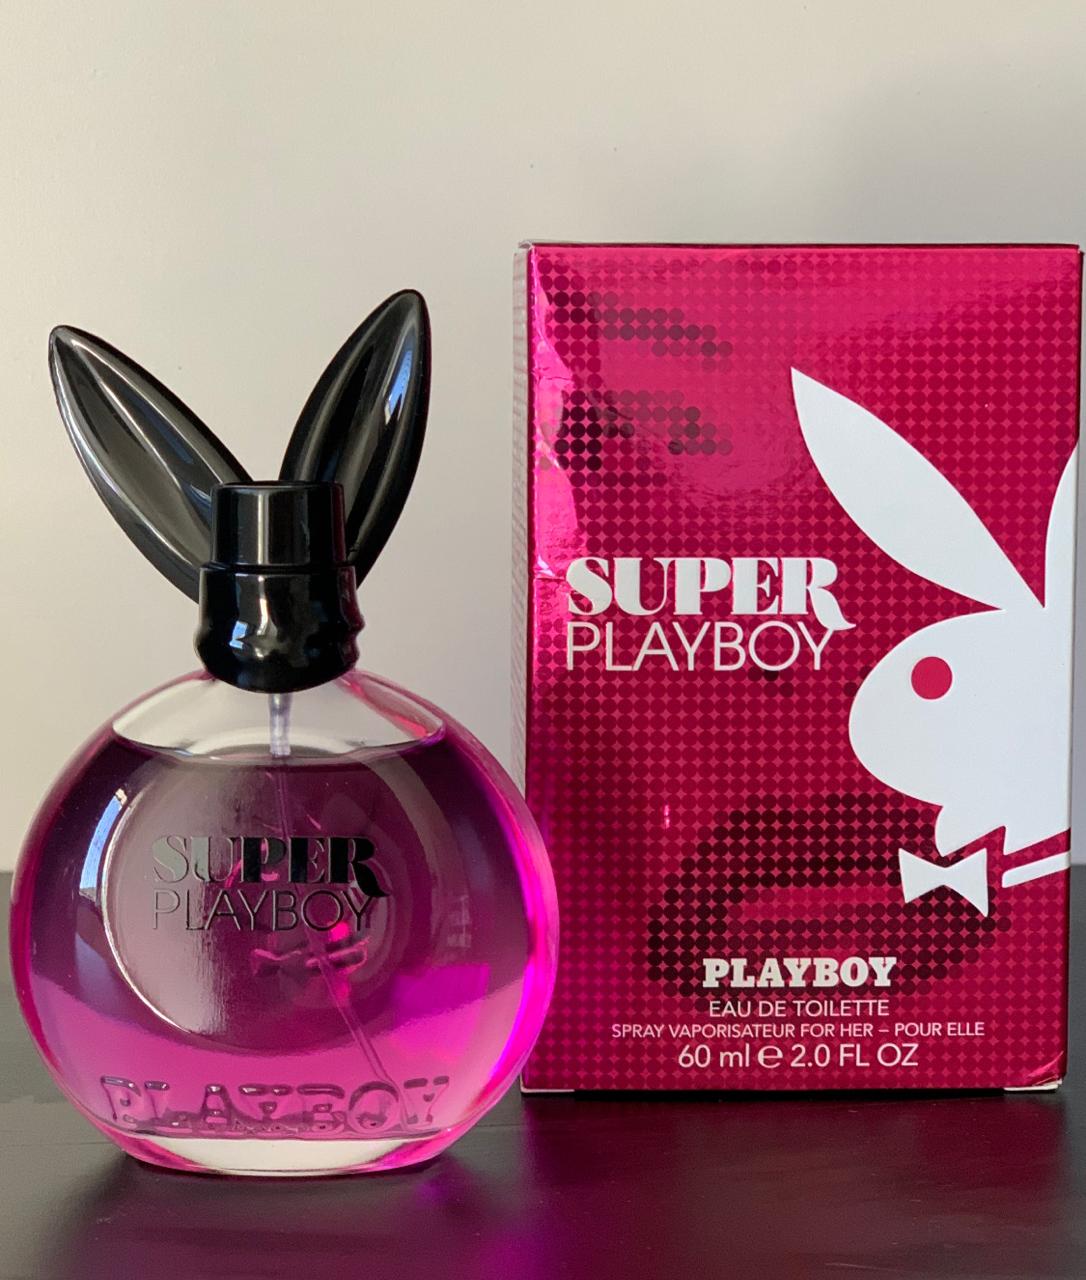 SUPER
PLAYBOY
PLAYBOY
SUPER
PLAYBOY
PLAYBOY
EAU DE TOILETTE
SPRAY VAPORISATEUR FOR HER – POUR ELLE
60 ml ℮ 2.0 FL OZ